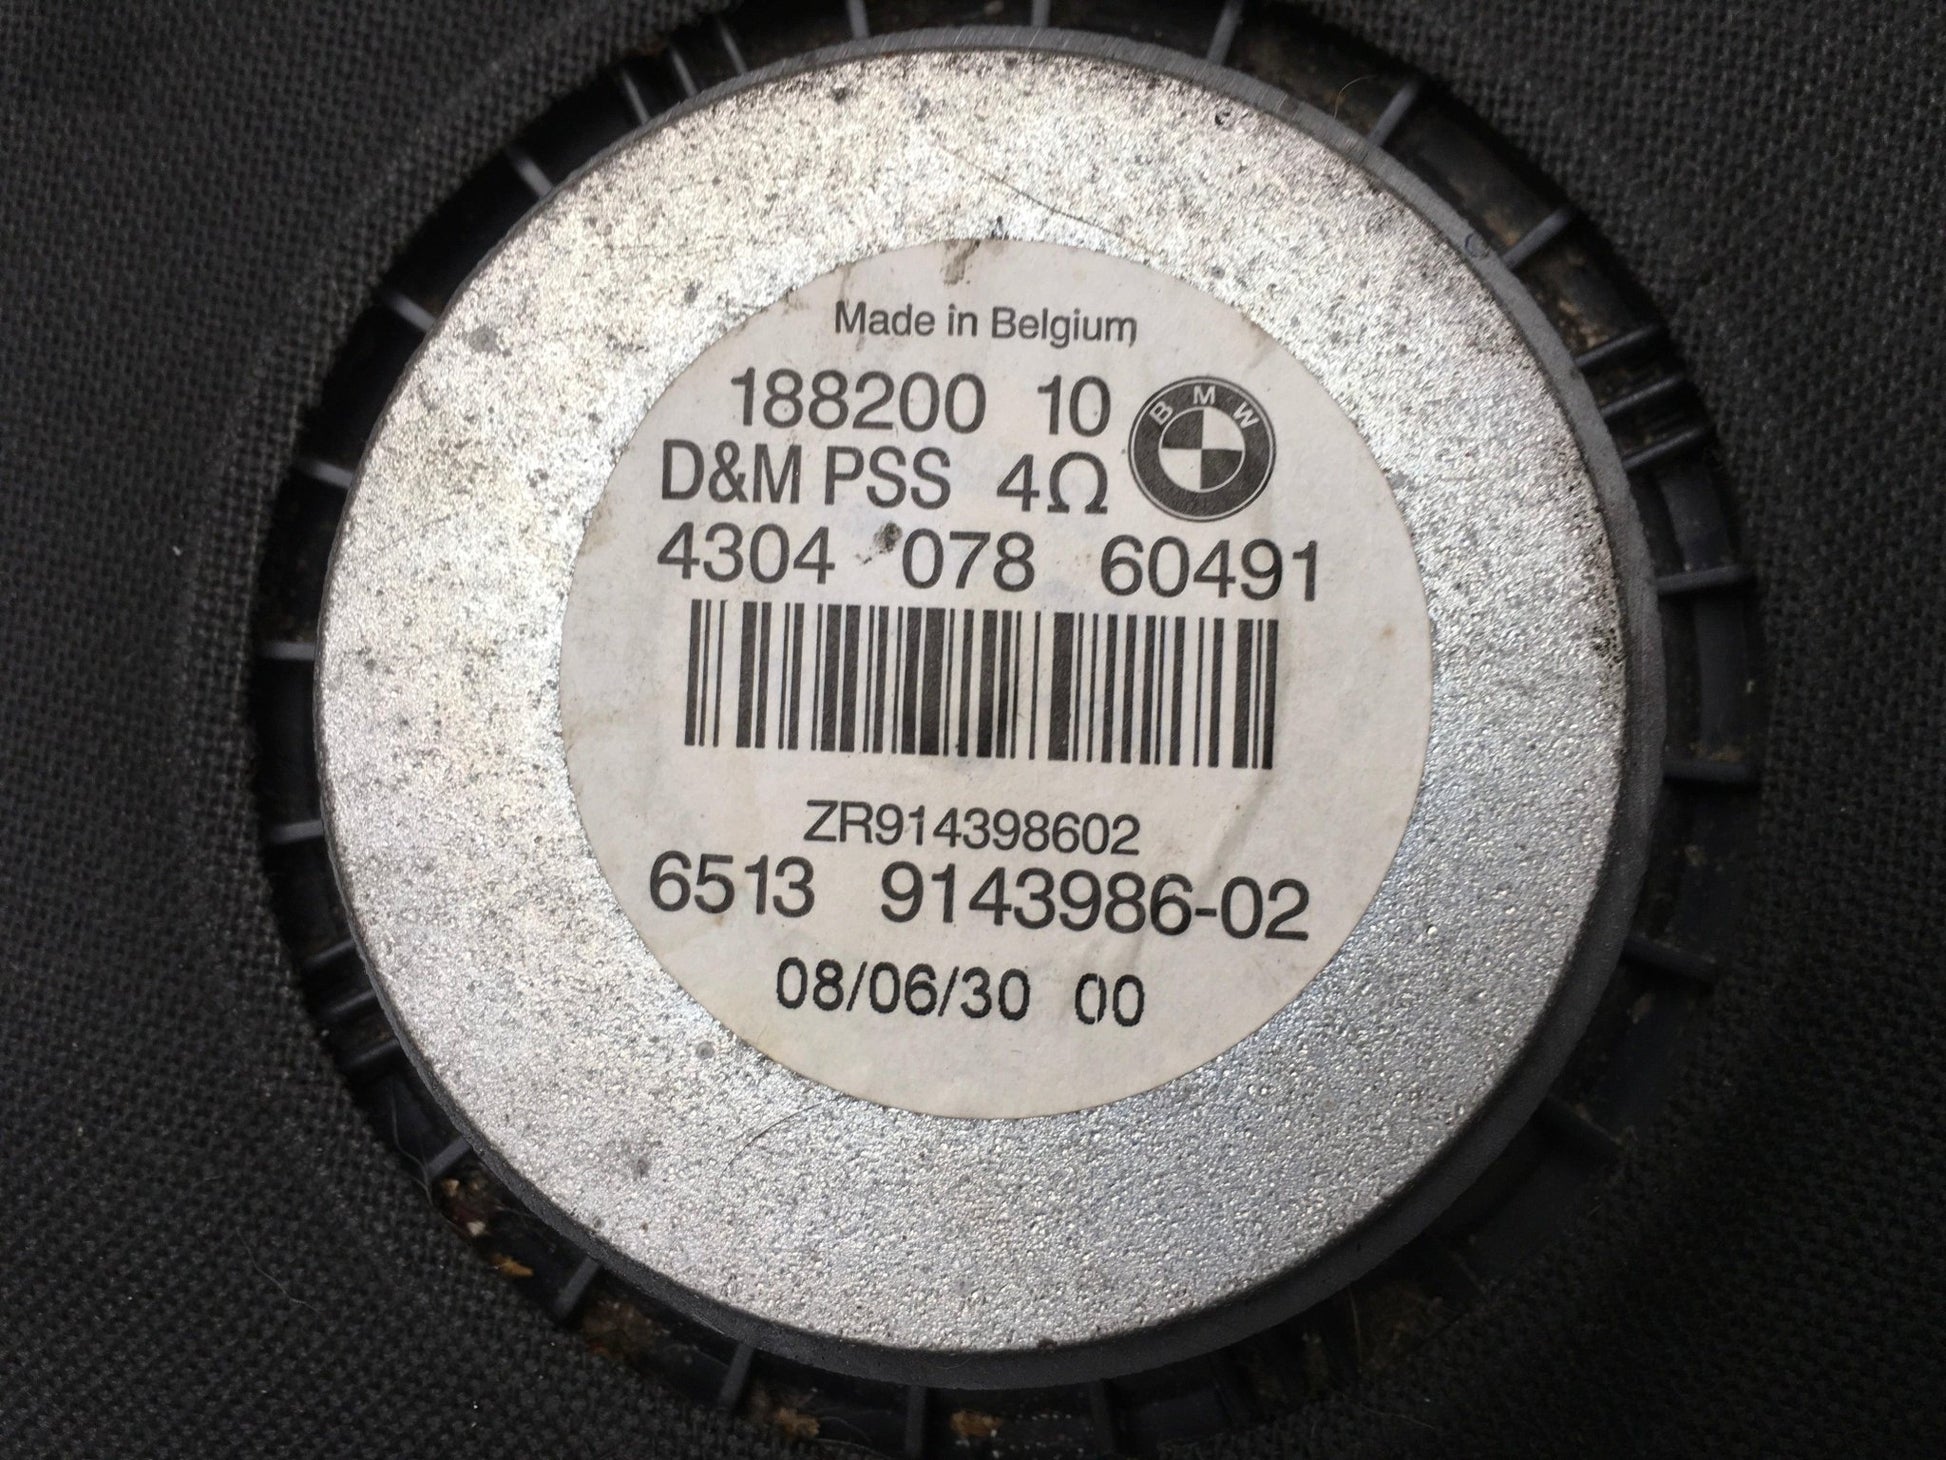 Made in Belgium
188200 10
BMW
D&M PSS 4Ω
4304 078 60491
ZR914398602
6513 9143986-02
08/06/30 00